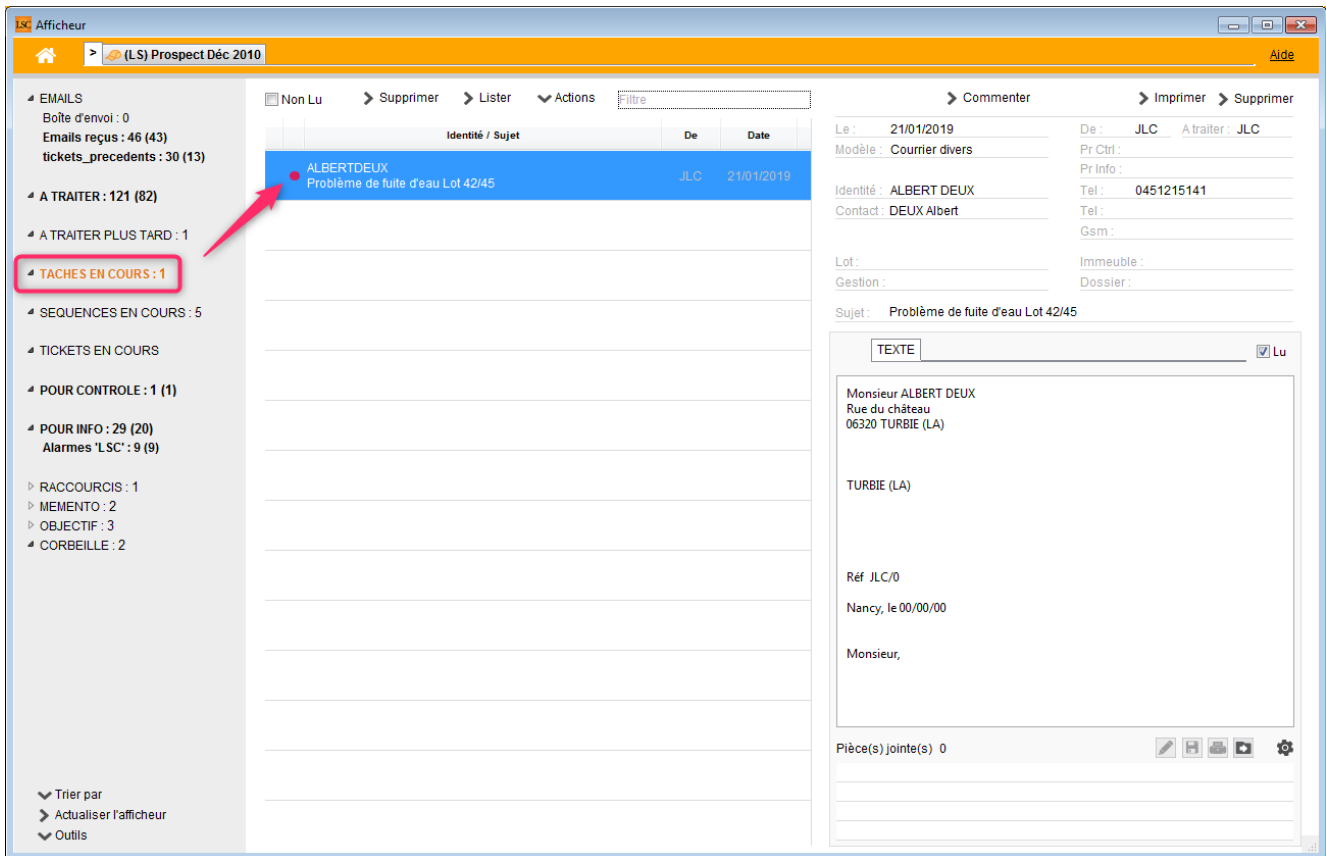 LSC Afficheur
> (LS) Prospect Déc 2010
Aide
EMAILS
Boîte d'envoi : 0
Emails reçus : 46 (43)
tickets_precedents : 30 (13)
A TRAITER : 121 (82)
A TRAITER PLUS TARD : 1
TACHES EN COURS : 1
SEQUENCES EN COURS : 5
TICKETS EN COURS
POUR CONTROLE : 1 (1)
POUR INFO : 29 (20)
Alarmes 'LSC' : 9 (9)
RACCOURCIS : 1
MEMENTO : 2
OBJECTIF : 3
CORBEILLE : 2
Trier par
Actualiser l'afficheur
Outils
Non Lu Supprimer Lister Actions Filtre
Identité / Sujet De Date
ALBERTDEUX
Problème de fuite d'eau Lot 42/45 JLC 21/01/2019
Commenter Imprimer Supprimer
Le : 21/01/2019 De : JLC A traiter : JLC
Modèle : Courrier divers Pr Ctrl :
Pr Info :
Identité : ALBERT DEUX Tel : 0451215141
Contact : DEUX Albert Tel :
Gsm :
Lot : Immeuble :
Gestion : Dossier :
Sujet : Problème de fuite d'eau Lot 42/45
TEXTE Lu
Monsieur ALBERT DEUX
Rue du château
06320 TURBIE (LA)
TURBIE (LA)
Réf JLC/0
Nancy, le 00/00/00
Monsieur,
Pièce(s) jointe(s) 0